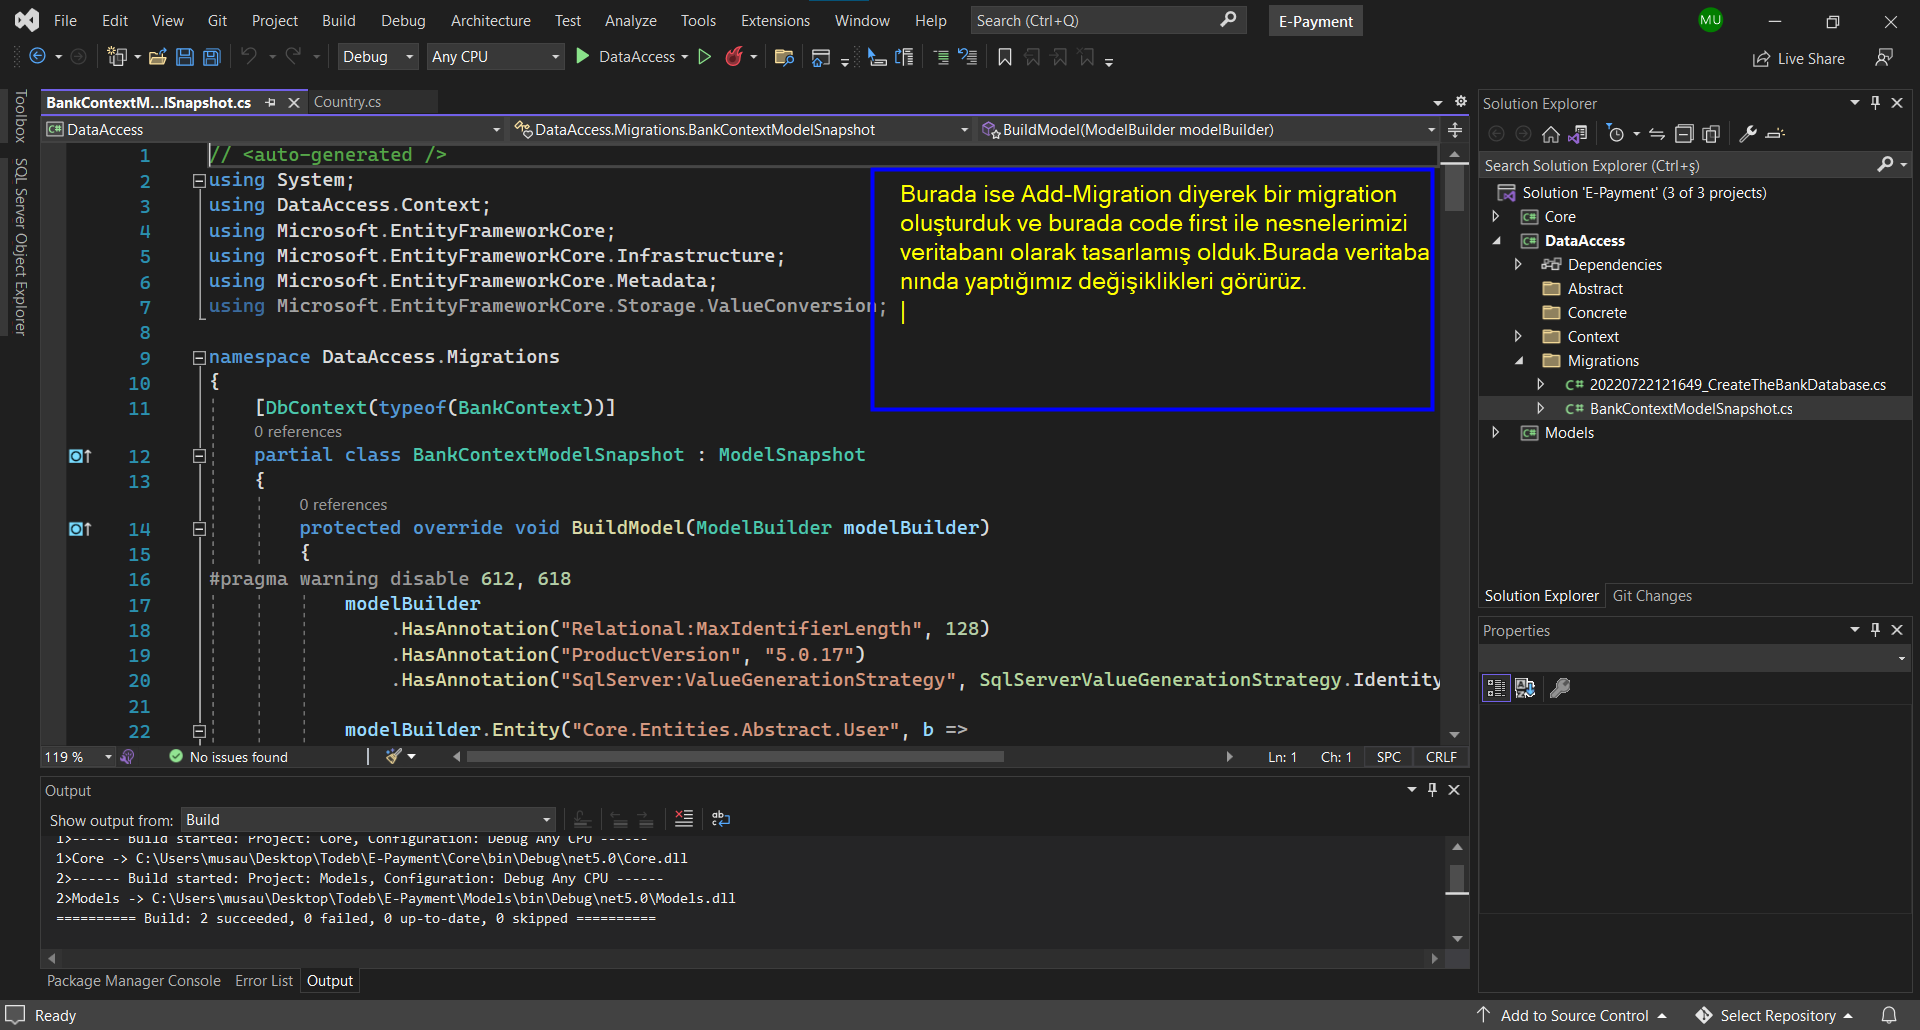 File Edit View Git Project Build Debug Architecture Test Analyze Tools Extensions Window Help Search (Ctrl+Q) E-Payment MU
Debug Any CPU DataAccess Live Share
Toolbox
SQL Server Object Explorer
BankContextM...lSnapshot.cs Country.cs
DataAccess DataAccess.Migrations.BankContextModelSnapshot BuildModel(ModelBuilder modelBuilder)
1 // <auto-generated />
2 using System;
3 using DataAccess.Context;
4 using Microsoft.EntityFrameworkCore;
5 using Microsoft.EntityFrameworkCore.Infrastructure;
6 using Microsoft.EntityFrameworkCore.Metadata;
7 using Microsoft.EntityFrameworkCore.Storage.ValueConversion;
8
9 namespace DataAccess.Migrations
10 {
11 [DbContext(typeof(BankContext))]
0 references
12 partial class BankContextModelSnapshot : ModelSnapshot
13 {
0 references
14 protected override void BuildModel(ModelBuilder modelBuilder)
15 {
16 #pragma warning disable 612, 618
17 modelBuilder
18 .HasAnnotation("Relational:MaxIdentifierLength", 128)
19 .HasAnnotation("ProductVersion", "5.0.17")
20 .HasAnnotation("SqlServer:ValueGenerationStrategy", SqlServerValueGenerationStrategy.Identity
21
22 modelBuilder.Entity("Core.Entities.Abstract.User", b =>
Burada ise Add-Migration diyerek bir migration
oluşturduk ve burada code first ile nesnelerimizi
veritabanı olarak tasarlamış olduk.Burada veritaba
nında yaptığımız değişiklikleri görürüz.
119 % No issues found Ln: 1 Ch: 1 SPC CRLF
Output
Show output from: Build
1>------ Build started: Project: Core, Configuration: Debug Any CPU ------
1>Core -> C:\Users\musau\Desktop\Todeb\E-Payment\Core\bin\Debug\net5.0\Core.dll
2>------ Build started: Project: Models, Configuration: Debug Any CPU ------
2>Models -> C:\Users\musau\Desktop\Todeb\E-Payment\Models\bin\Debug\net5.0\Models.dll
========== Build: 2 succeeded, 0 failed, 0 up-to-date, 0 skipped ==========
Package Manager Console Error List Output
Solution Explorer
Search Solution Explorer (Ctrl+ş)
Solution 'E-Payment' (3 of 3 projects)
C# Core
C# DataAccess
Dependencies
Abstract
Concrete
Context
Migrations
C# 20220722121649_CreateTheBankDatabase.cs
C# BankContextModelSnapshot.cs
C# Models
Solution Explorer Git Changes
Properties
Ready Add to Source Control Select Repository